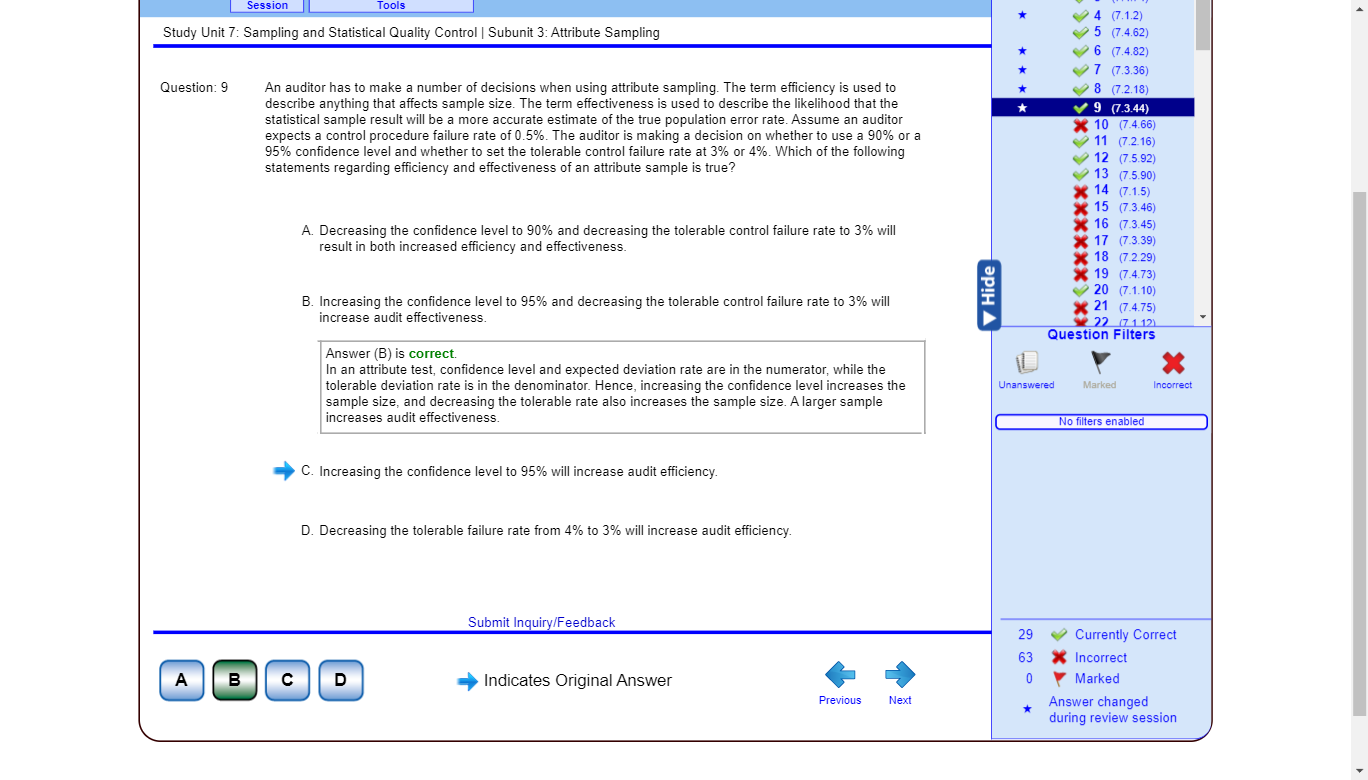 Session
Tools
Study Unit 7: Sampling and Statistical Quality Control | Subunit 3: Attribute Sampling
Question: 9
An auditor has to make a number of decisions when using attribute sampling. The term efficiency is used to
describe anything that affects sample size. The term effectiveness is used to describe the likelihood that the
statistical sample result will be a more accurate estimate of the true population error rate. Assume an auditor
expects a control procedure failure rate of 0.5%. The auditor is making a decision on whether to use a 90% or a
95% confidence level and whether to set the tolerable control failure rate at 3% or 4%. Which of the following
statements regarding efficiency and effectiveness of an attribute sample is true?
A. Decreasing the confidence level to 90% and decreasing the tolerable control failure rate to 3% will
result in both increased efficiency and effectiveness.
B. Increasing the confidence level to 95% and decreasing the tolerable control failure rate to 3% will
increase audit effectiveness.
Answer (B) is correct.
In an attribute test, confidence level and expected deviation rate are in the numerator, while the
tolerable deviation rate is in the denominator. Hence, increasing the confidence level increases the
sample size, and decreasing the tolerable rate also increases the sample size. A larger sample
increases audit effectiveness.
C. Increasing the confidence level to 95% will increase audit efficiency.
D. Decreasing the tolerable failure rate from 4% to 3% will increase audit efficiency.
Submit Inquiry/Feedback
A B C D
Indicates Original Answer
Previous
Next
4 (7.1.2)
5 (7.4.62)
6 (7.4.82)
7 (7.3.36)
8 (7.2.18)
9 (7.3.44)
10 (7.4.66)
11 (7.2.16)
12 (7.5.92)
13 (7.5.90)
14 (7.1.5)
15 (7.3.46)
16 (7.3.45)
17 (7.3.39)
18 (7.2.29)
19 (7.4.73)
20 (7.1.10)
21 (7.4.75)
22 (7.1.12)
Hide
Question Filters
Unanswered
Marked
Incorrect
No filters enabled
29 Currently Correct
63 Incorrect
0 Marked
Answer changed
during review session